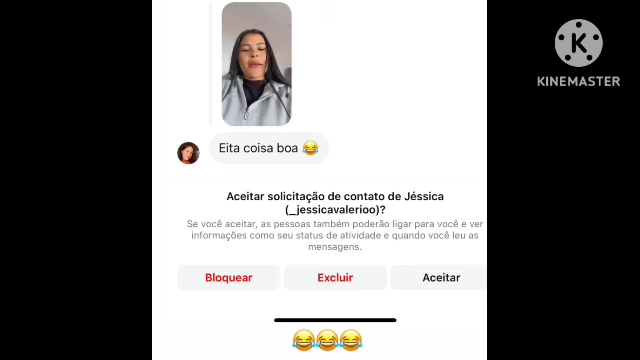 KINEMASTER
Eita coisa boa 😂
Aceitar solicitação de contato de Jéssica
(_jessicavalerioo)?
Se você aceitar, as pessoas também poderão ligar para você e ver
informações como seu status de atividade e quando você leu as
mensagens.
Bloquear
Excluir
Aceitar
😂😂😂